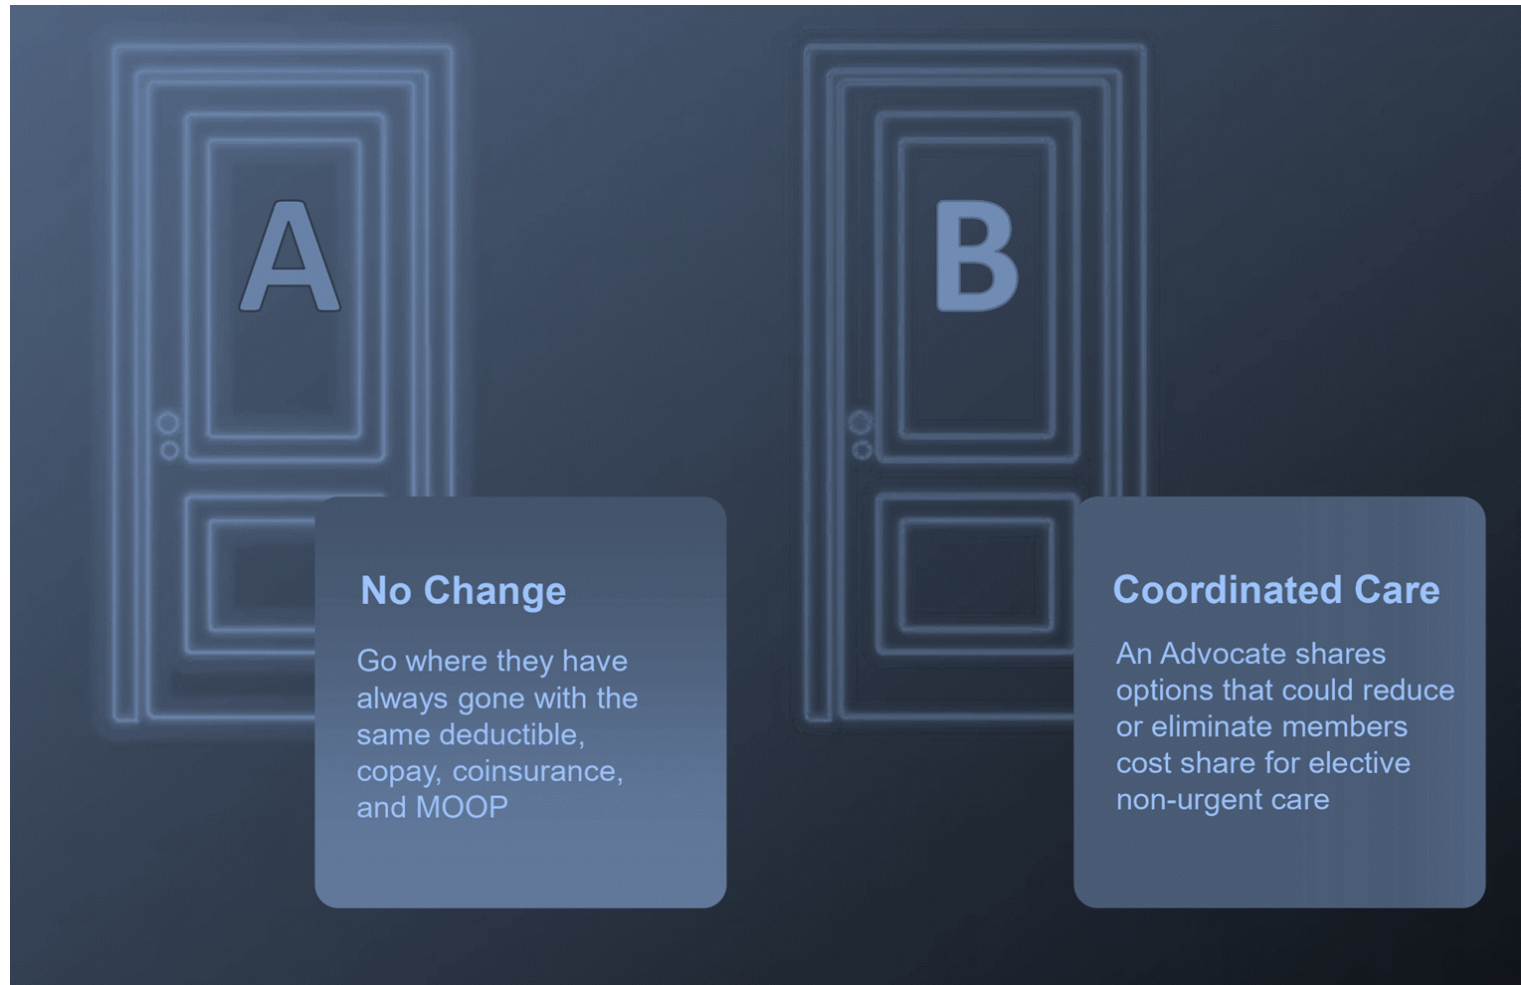 A
No Change
Go where they have
always gone with the
same deductible,
copay, coinsurance,
and MOOP
B
Coordinated Care
An Advocate shares
options that could reduce
or eliminate members
cost share for elective
non-urgent care